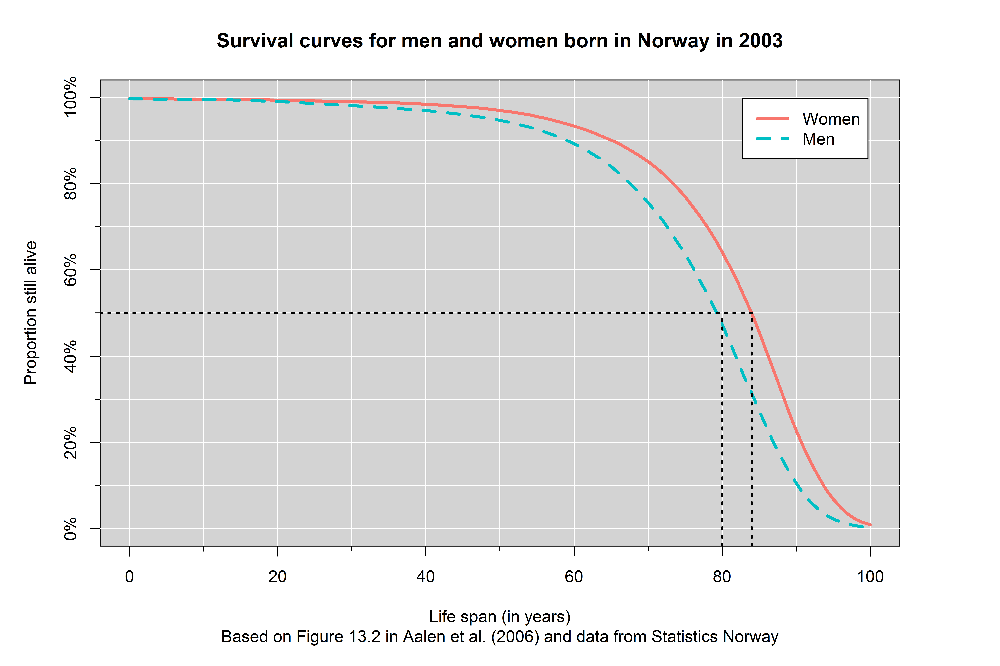 Survival curves for men and women born in Norway in 2003
Women
Men
Proportion still alive
100%
80%
60%
40%
20%
0%
0 20 40 60 80 100
Life span (in years)
Based on Figure 13.2 in Aalen et al. (2006) and data from Statistics Norway